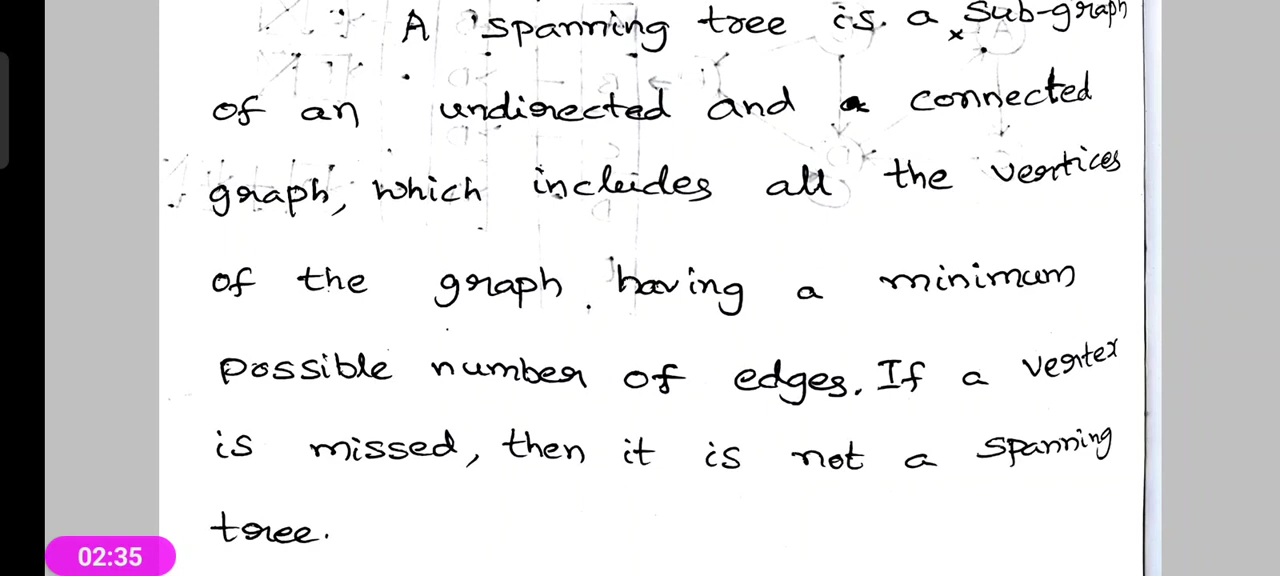 A spanning tree is a sub-graph
of an undirected and a connected
graph, which includes all the vertices
of the graph having a minimum
possible number of edges. If a vertex
is missed, then it is not a spanning
tree.
02:35